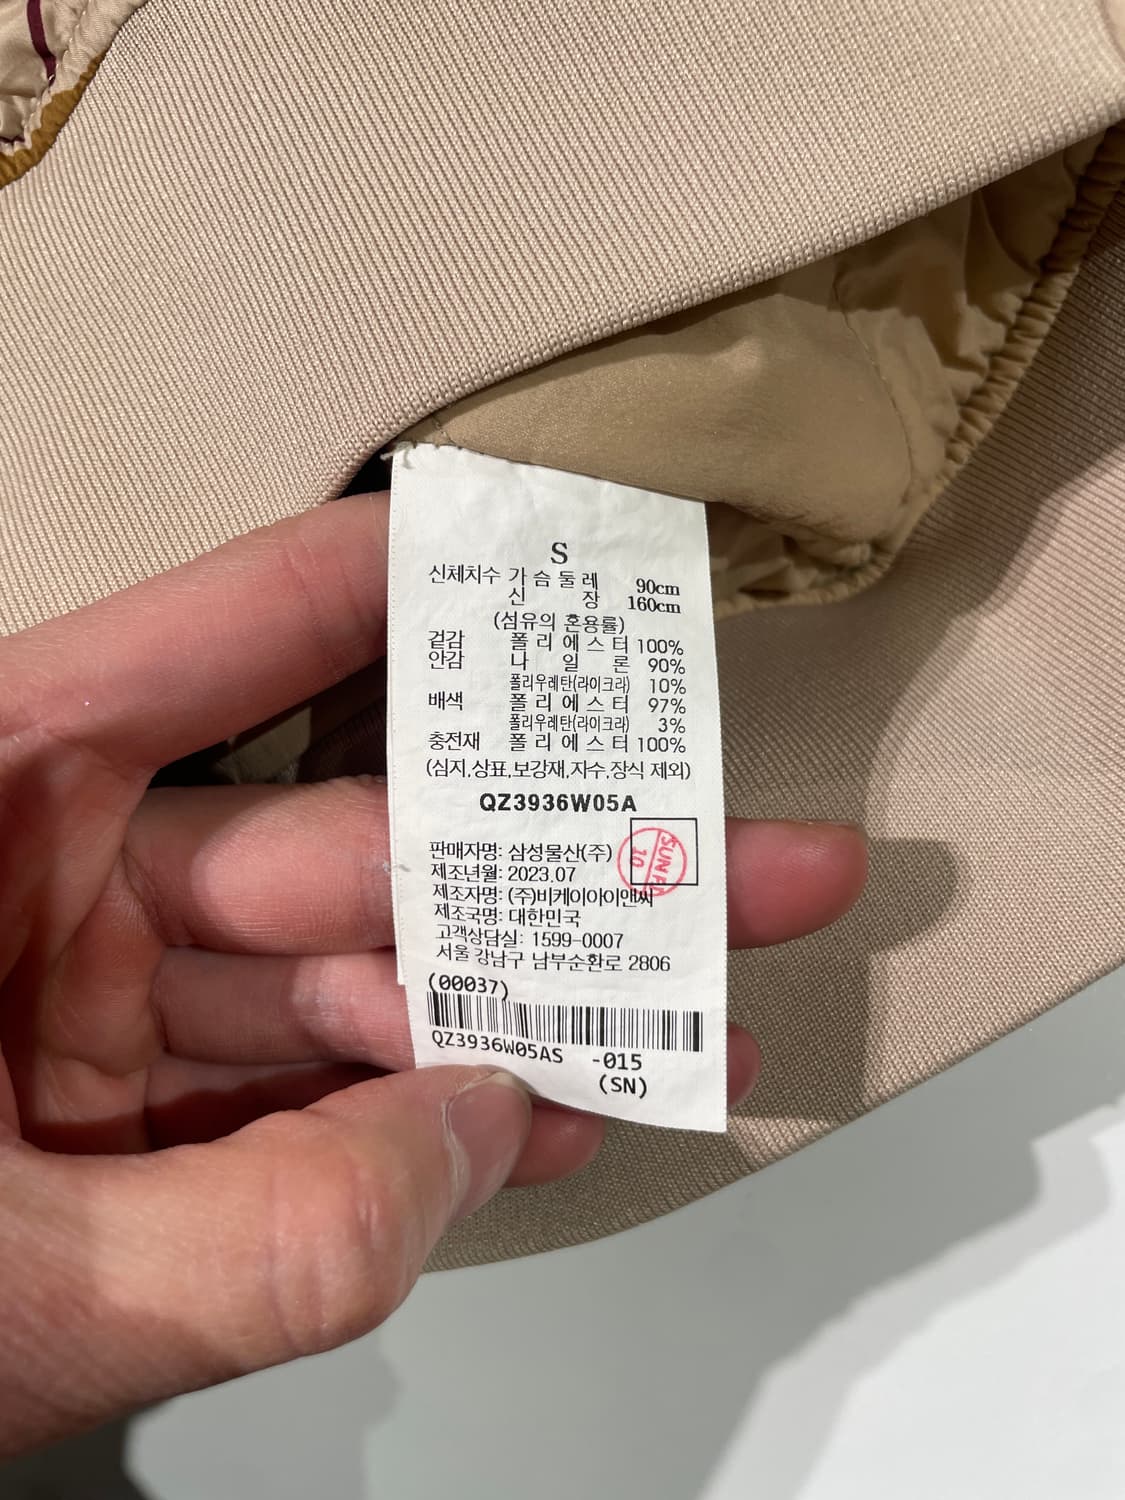 S
신체치수 가슴둘레 90cm
신장 160cm
(섬유의 혼용률)
겉감 폴리에스터 100%
안감 나일론 90%
폴리우레탄(라이크라) 10%
배색 폴리에스터 97%
폴리우레탄(라이크라) 3%
충전재 폴리에스터 100%
(심지,상표,보강재,자수,장식 제외)
QZ3936W05A
판매자명: 삼성물산(주)
제조년월: 2023.07
제조자명: (주)비케이아이앤씨
제조국명: 대한민국
고객상담실: 1599-0007
서울 강남구 남부순환로 2806
(00037)
QZ3936W05AS -015
(SN)
SUN
10